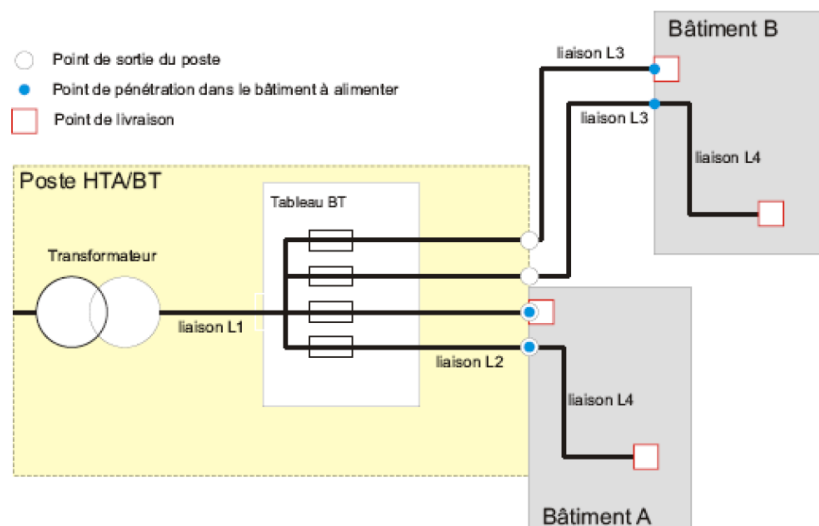 Bâtiment B
liaison L3
Point de sortie du poste
Point de pénétration dans le bâtiment à alimenter
Point de livraison
liaison L3
liaison L4
Poste HTA/BT
Tableau BT
Transformateur
liaison L1
liaison L2
liaison L4
Bâtiment A